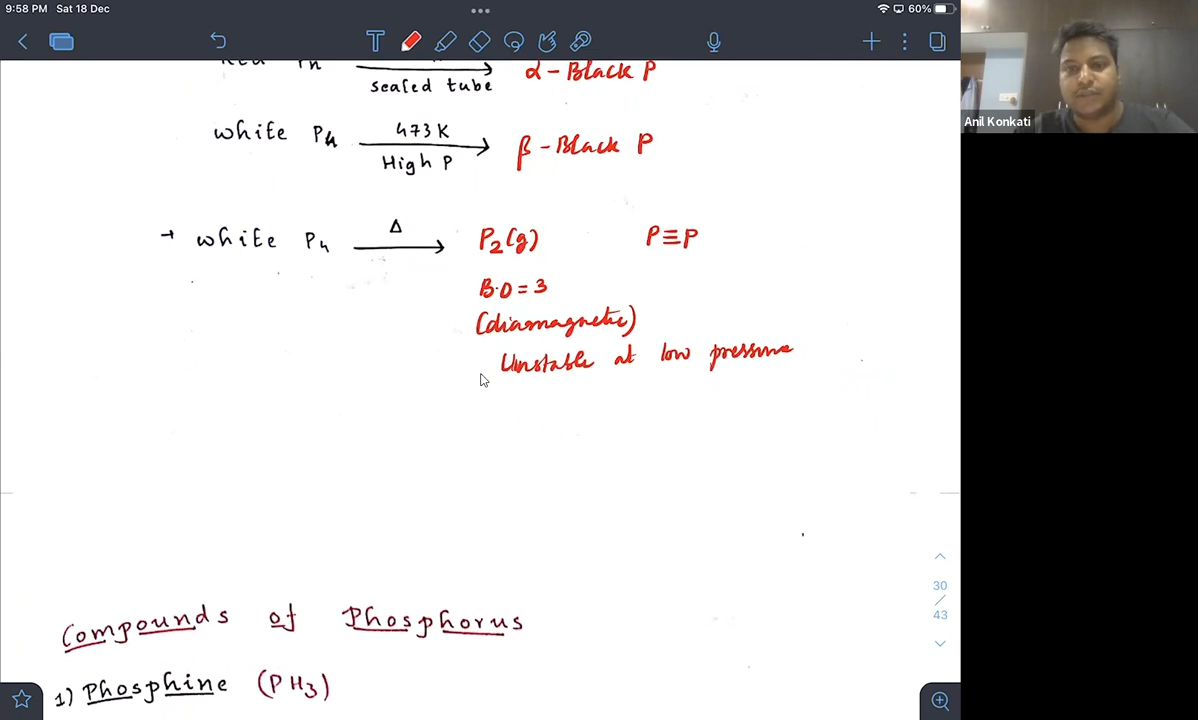 9:58 PM Sat 18 Dec
60%
Anil Konkati
α - Black P
sealed tube
white P4 473K β - Black P
High P
→ white P4 Δ P2(g) P≡P
B.O = 3
(diamagnetic)
Unstable at low pressure
30
43
Compounds of Phosphorus
1) Phosphine (PH3)